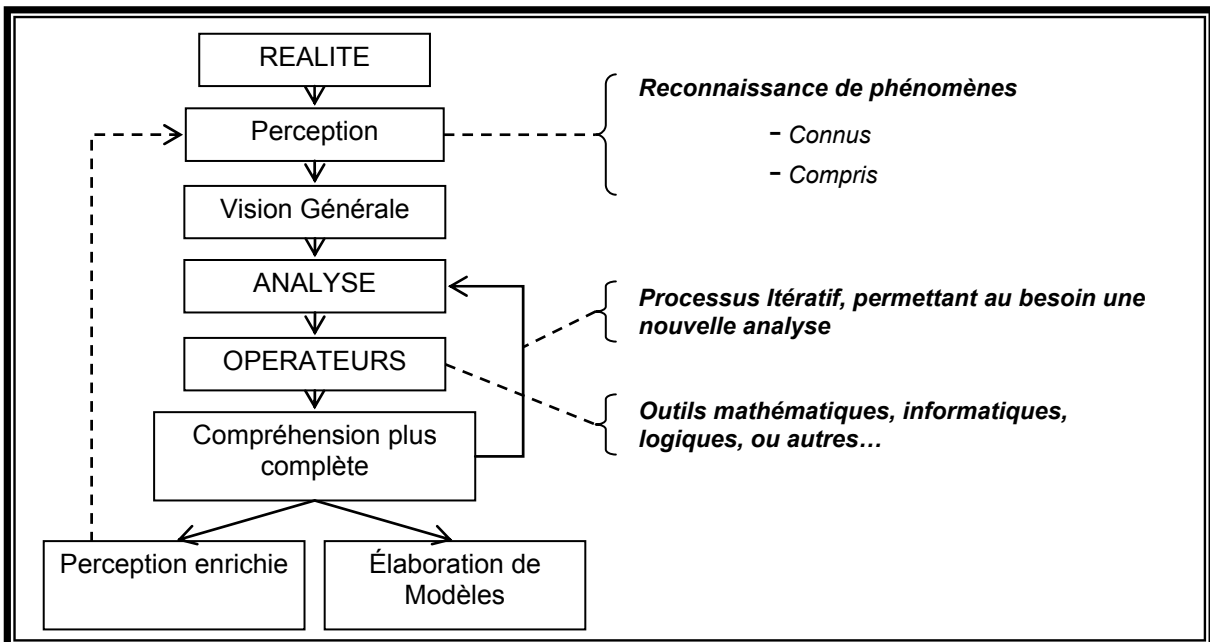 REALITE
Perception
Vision Générale
ANALYSE
OPERATEURS
Compréhension plus
complète
Perception enrichie
Élaboration de
Modèles
Reconnaissance de phénomènes
- Connus
- Compris
Processus Itératif, permettant au besoin une
nouvelle analyse
Outils mathématiques, informatiques,
logiques, ou autres…